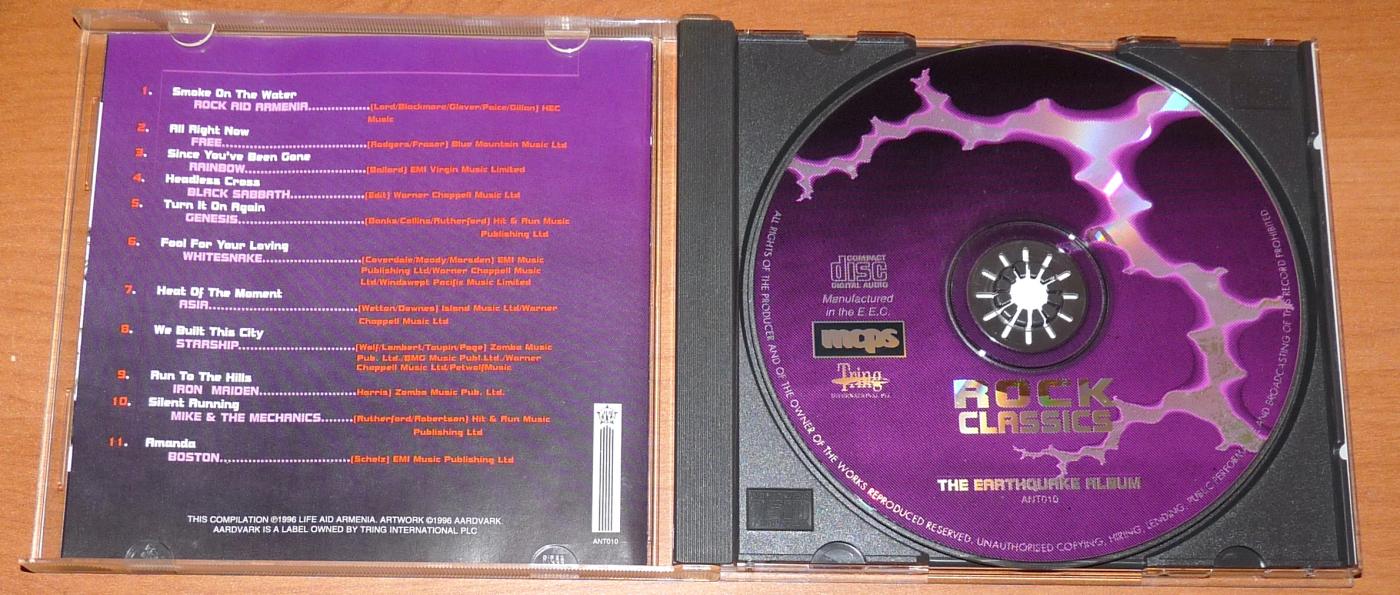 1. Smoke On The Water
ROCK AID ARMENIA...............(Lord/Blackmore/Glover/Paice/Gillan) HEC
Music
2. All Right Now
FREE...................................(Rodgers/Fraser) Blue Mountain Music Ltd
3. Since You've Been Gone
RAINBOW..............................(Ballard) EMI Virgin Music Limited
4. Headless Cross
BLACK SABBATH..................(Edit) Warner Chappell Music Ltd
5. Turn It On Again
GENESIS...............................(Banks/Collins/Rutherford) Hit & Run Music
Publishing Ltd
6. Fool For Your Loving
WHITESNAKE........................(Coverdale/Moody/Marsden) EMI Music
Publishing Ltd/Warner Chappell Music
Ltd/Windswept Pacific Music Limited
7. Heat Of The Moment
ASIA....................................(Wetton/Downes) Island Music Ltd/Warner
Chappell Music Ltd
8. We Built This City
STARSHIP.............................(Wolf/Lambert/Taupin/Page) Zomba Music
Pub. Ltd./BMG Music Publ.Ltd./Warner
Chappell Music Ltd/PetwolfMusic
9. Run To The Hills
IRON MAIDEN........................Harris) Zomba Music Pub. Ltd.
10. Silent Running
MIKE & THE MECHANICS........(Rutherford/Robertson) Hit & Run Music
Publishing Ltd
11. Amanda
BOSTON................................(Scholz) EMI Music Publishing Ltd
THIS COMPILATION ℗1996 LIFE AID ARMENIA. ARTWORK ©1996 AARDVARK
AARDVARK IS A LABEL OWNED BY TRING INTERNATIONAL PLC
ANT010
COMPACT
disc
DIGITAL AUDIO
Manufactured
in the E.E.C.
mcps
Tring
INTERNATIONAL PLC
ROCK
CLASSICS
THE EARTHQUAKE ALBUM
ANT010
ALL RIGHTS OF THE PRODUCER AND OF THE OWNER OF THE WORKS REPRODUCED RESERVED. UNAUTHORISED COPYING, HIRING, LENDING, PUBLIC PERFORMANCE AND BROADCASTING OF THIS RECORD PROHIBITED